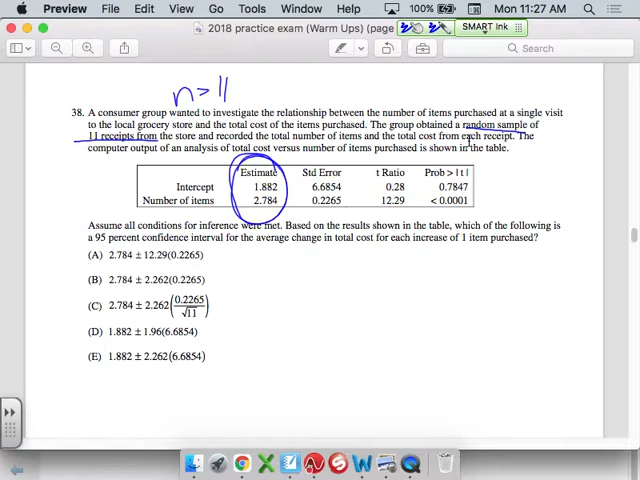 Preview File Edit View Go Tools Window Help 100% Mon 11:27 AM
2018 practice exam (Warm Ups) (page
SMART Ink
Search
n > 11
38. A consumer group wanted to investigate the relationship between the number of items purchased at a single visit
to the local grocery store and the total cost of the items purchased. The group obtained a random sample of
11 receipts from the store and recorded the total number of items and the total cost from each receipt. The
computer output of an analysis of total cost versus number of items purchased is shown in the table.
Estimate Std Error t Ratio Prob > | t |
Intercept 1.882 6.6854 0.28 0.7847
Number of items 2.784 0.2265 12.29 < 0.0001
Assume all conditions for inference were met. Based on the results shown in the table, which of the following is
a 95 percent confidence interval for the average change in total cost for each increase of 1 item purchased?
(A) 2.784 ± 12.29(0.2265)
(B) 2.784 ± 2.262(0.2265)
(C) 2.784 ± 2.262(0.2265/√11)
(D) 1.882 ± 1.96(6.6854)
(E) 1.882 ± 2.262(6.6854)